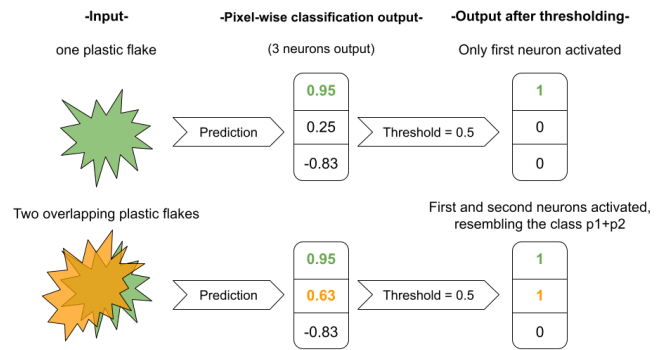 -Input-
-Pixel-wise classification output-
-Output after thresholding-
one plastic flake
(3 neurons output)
Only first neuron activated
0.95
0.25
-0.83
Prediction
Threshold = 0.5
1
0
0
Two overlapping plastic flakes
First and second neurons activated,
resembling the class p1+p2
Prediction
0.95
0.63
-0.83
Threshold = 0.5
1
1
0